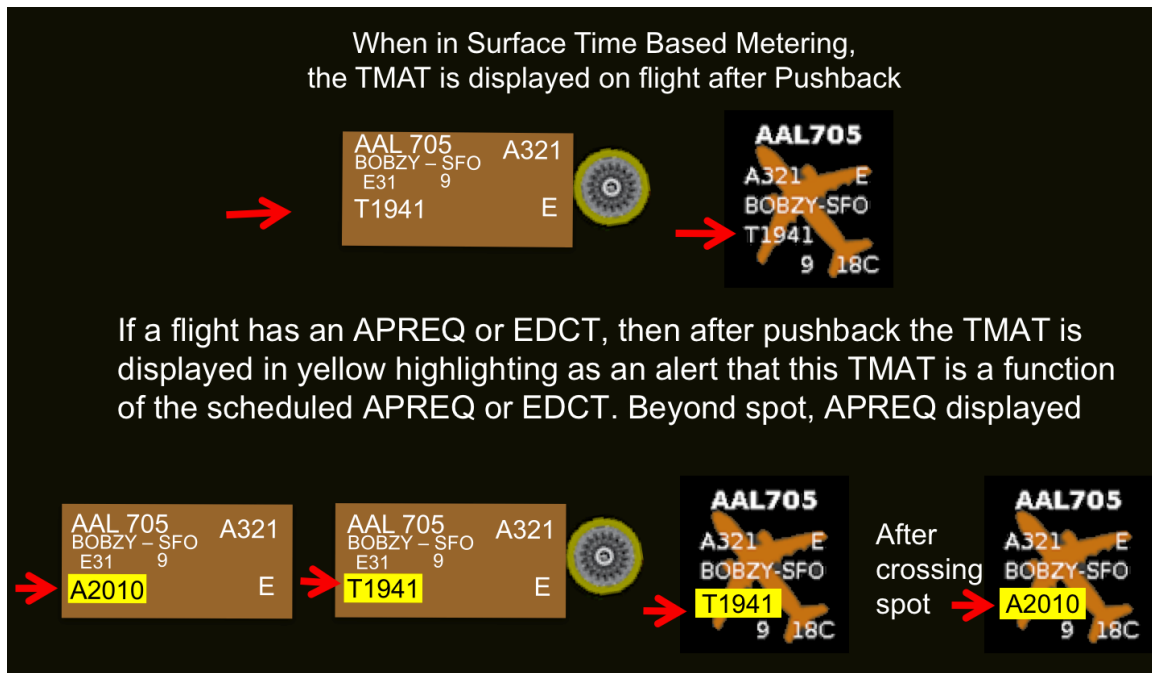 When in Surface Time Based Metering,
the TMAT is displayed on flight after Pushback
AAL 705 A321
BOBZY – SFO
E31 9
T1941 E
AAL705
A321 E
BOBZY-SFO
T1941
9 18C
If a flight has an APREQ or EDCT, then after pushback the TMAT is
displayed in yellow highlighting as an alert that this TMAT is a function
of the scheduled APREQ or EDCT. Beyond spot, APREQ displayed
AAL 705 A321
BOBZY – SFO
E31 9
A2010 E
AAL 705 A321
BOBZY – SFO
E31 9
T1941 E
AAL705
A321 E
BOBZY-SFO
T1941
9 18C
After
crossing
spot
AAL705
A321 E
BOBZY-SFO
A2010
9 18C